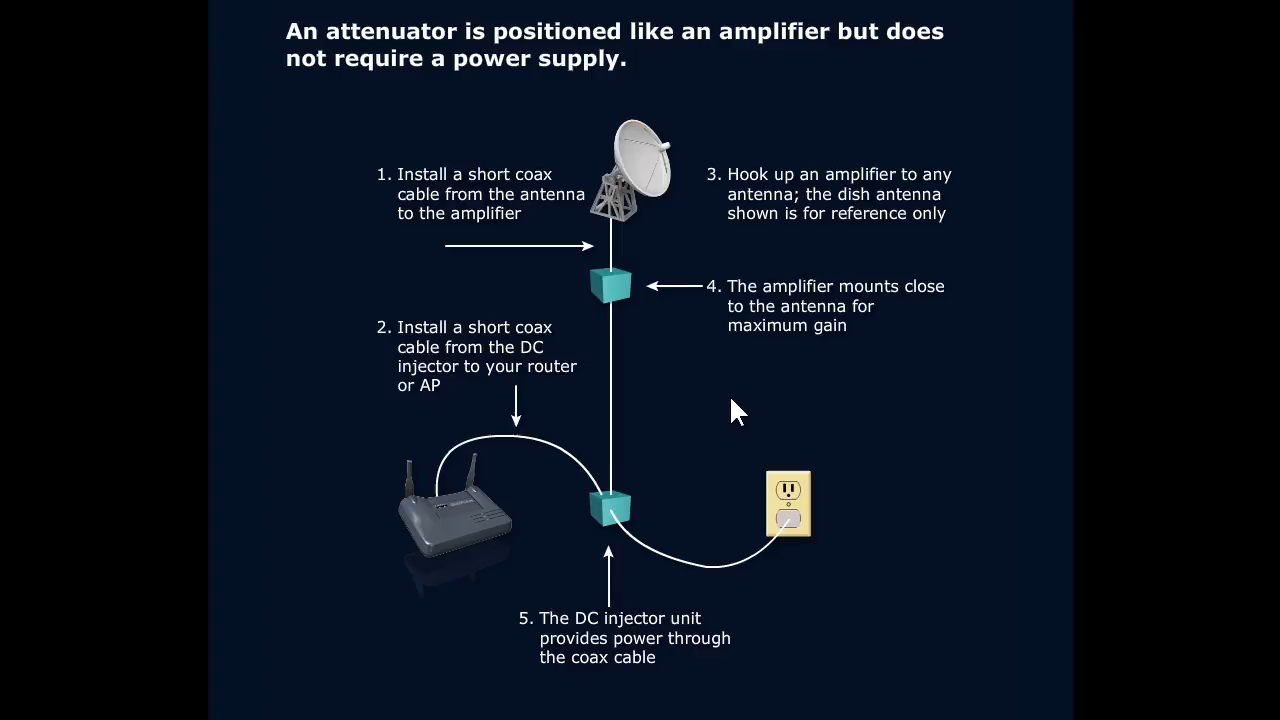 An attenuator is positioned like an amplifier but does
not require a power supply.
1. Install a short coax
cable from the antenna
to the amplifier
3. Hook up an amplifier to any
antenna; the dish antenna
shown is for reference only
4. The amplifier mounts close
to the antenna for
maximum gain
2. Install a short coax
cable from the DC
injector to your router
or AP
5. The DC injector unit
provides power through
the coax cable